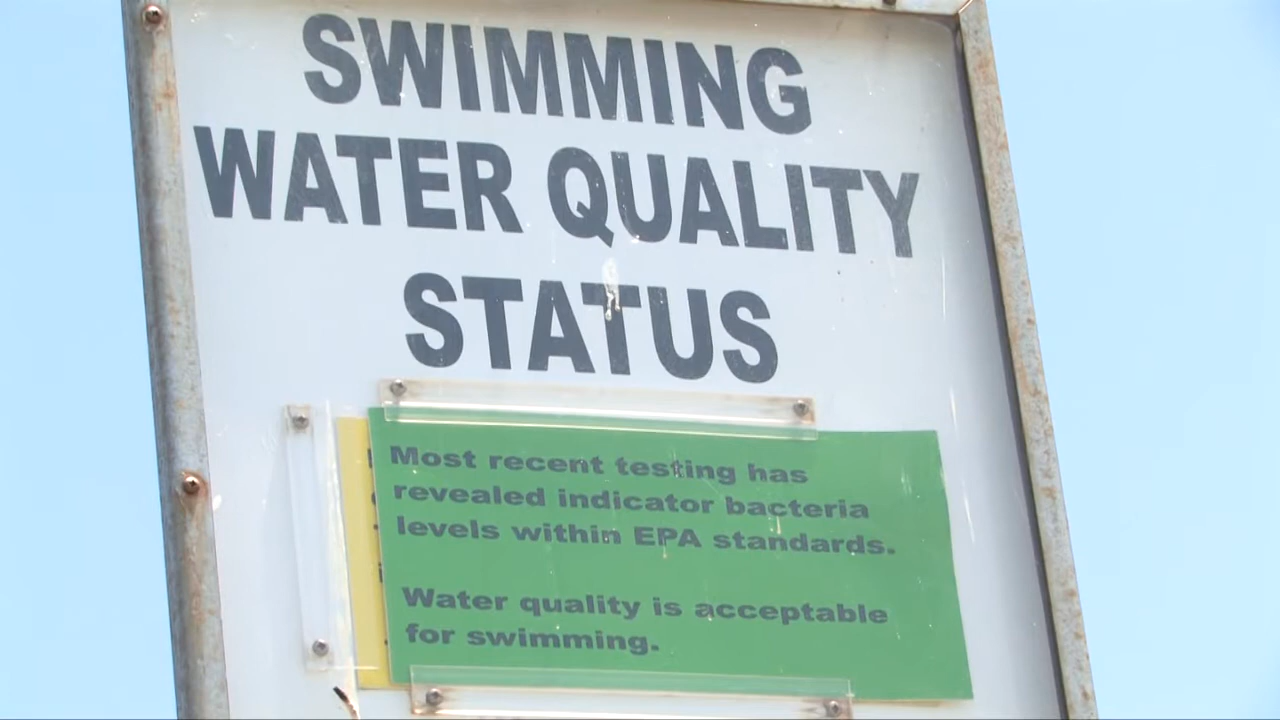 SWIMMING
WATER QUALITY
STATUS
Most recent testing has
revealed indicator bacteria
levels within EPA standards.
Water quality is acceptable
for swimming.